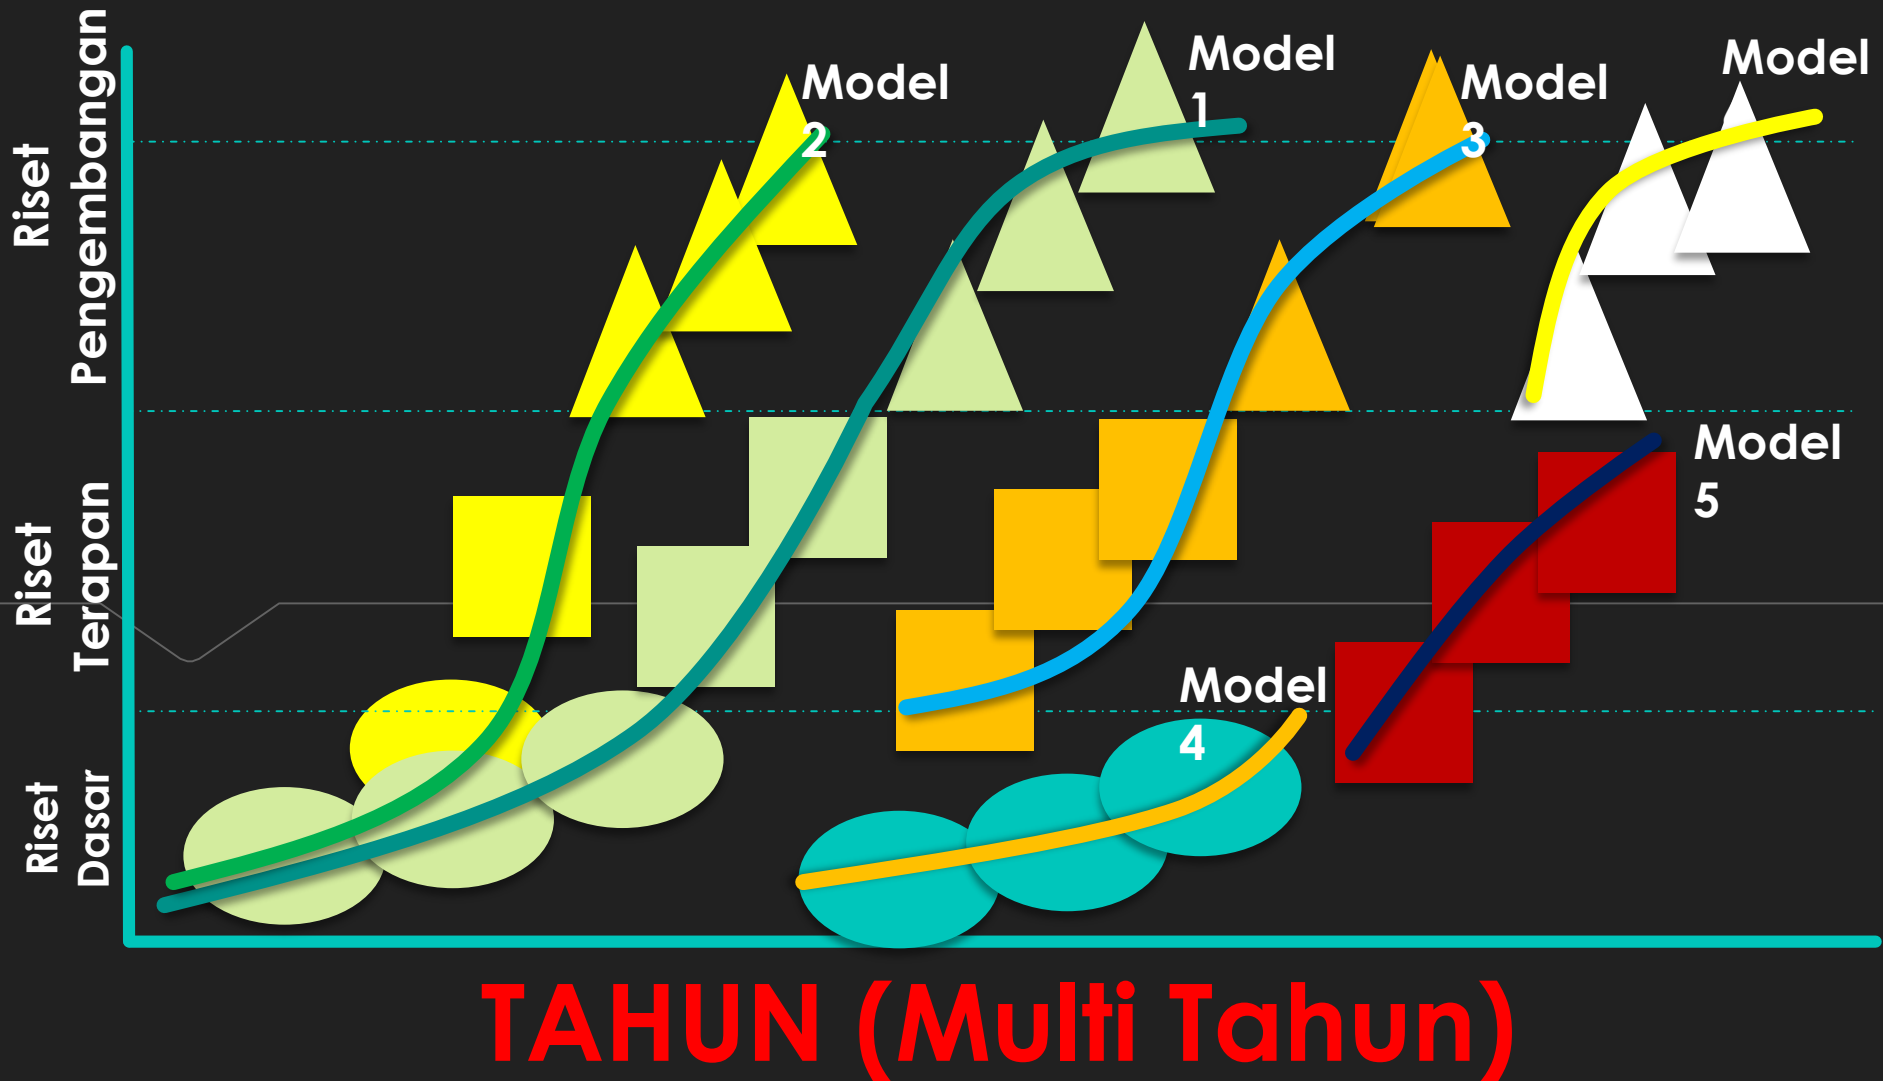 Riset
Pengembangan
Riset
Terapan
Riset
Dasar
Model
2
Model
1
Model
3
Model
Model
5
Model
4
TAHUN (Multi Tahun)